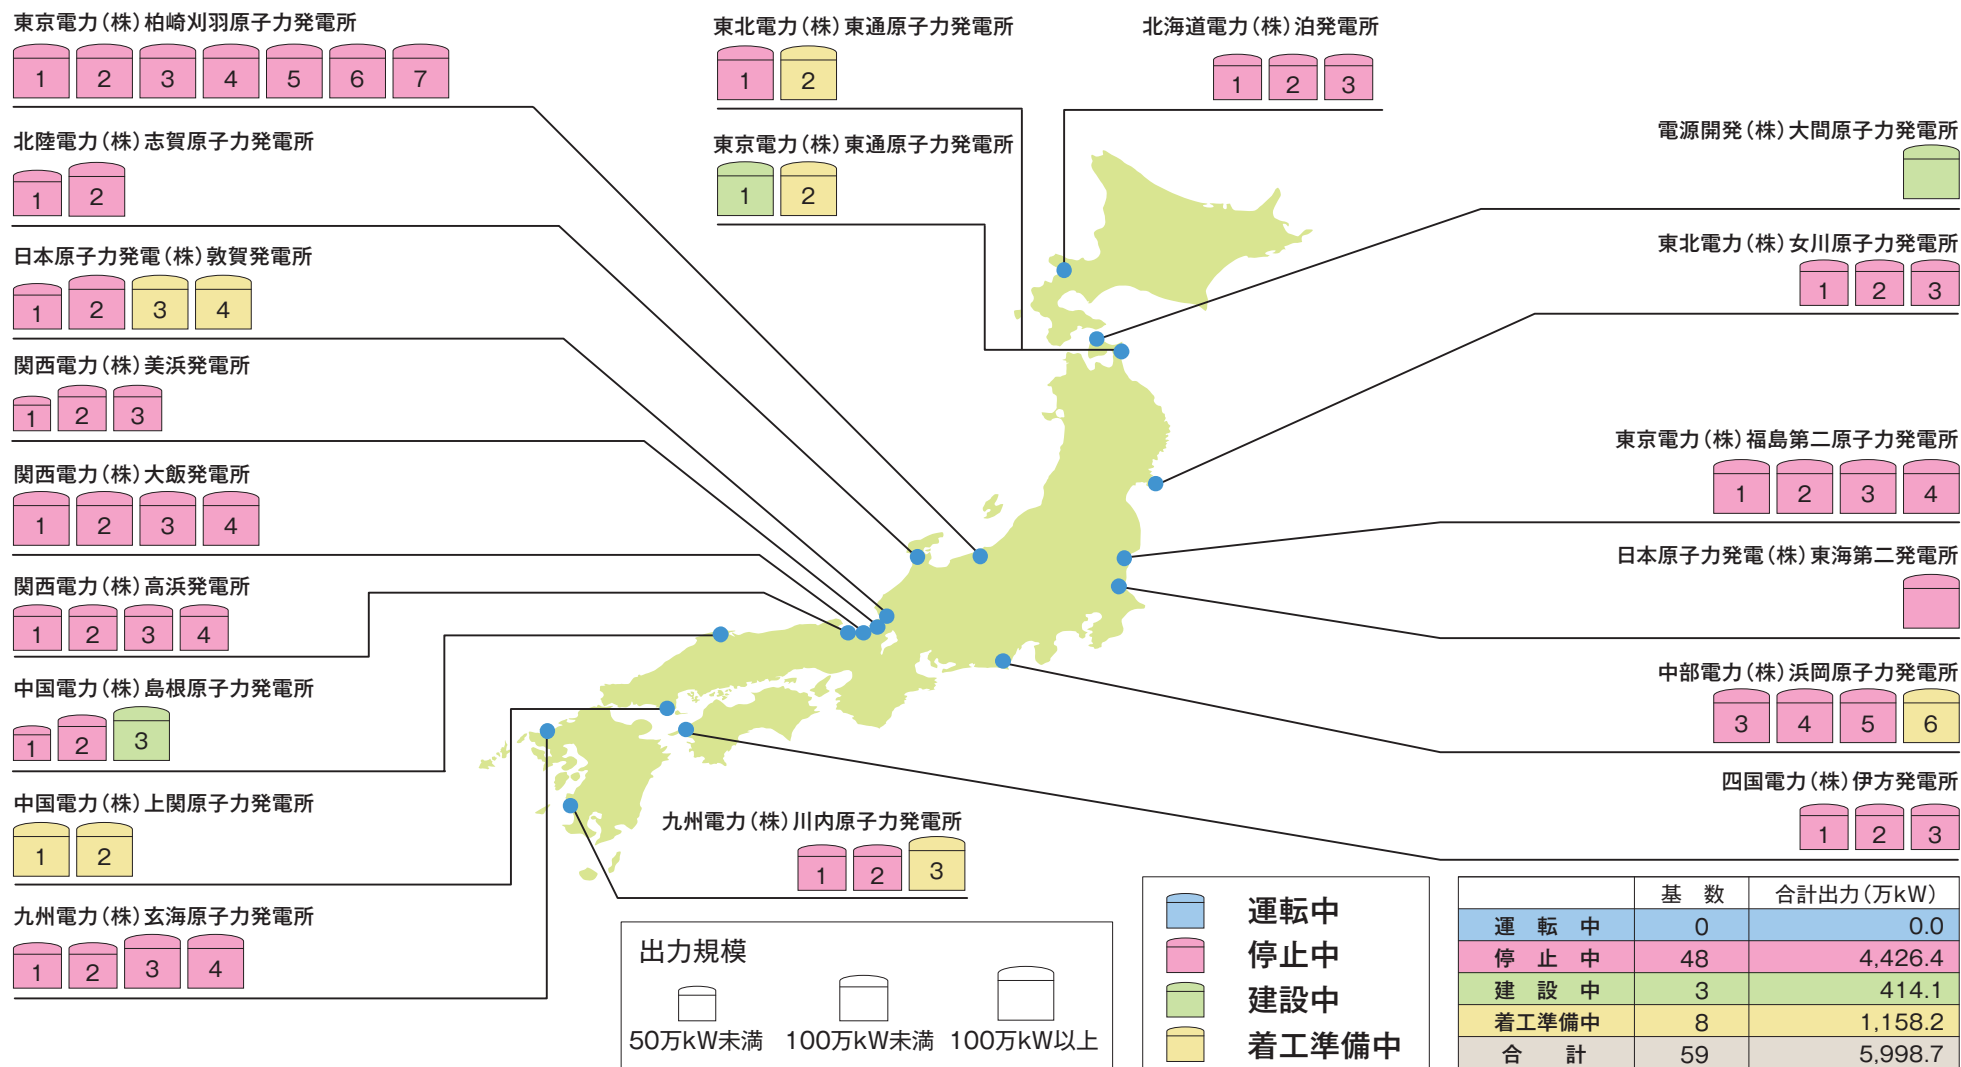 東京電力(株)柏崎刈羽原子力発電所
1 2 3 4 5 6 7
北陸電力(株)志賀原子力発電所
1 2
日本原子力発電(株)敦賀発電所
1 2 3 4
関西電力(株)美浜発電所
1 2 3
関西電力(株)大飯発電所
1 2 3 4
関西電力(株)高浜発電所
1 2 3 4
中国電力(株)島根原子力発電所
1 2 3
中国電力(株)上関原子力発電所
1 2
九州電力(株)玄海原子力発電所
1 2 3 4
東北電力(株)東通原子力発電所
1 2
東京電力(株)東通原子力発電所
1 2
北海道電力(株)泊発電所
1 2 3
電源開発(株)大間原子力発電所
東北電力(株)女川原子力発電所
1 2 3
東京電力(株)福島第二原子力発電所
1 2 3 4
日本原子力発電(株)東海第二発電所
中部電力(株)浜岡原子力発電所
3 4 5 6
四国電力(株)伊方発電所
1 2 3
九州電力(株)川内原子力発電所
1 2 3
出力規模
50万kW未満 100万kW未満 100万kW以上
運転中
停止中
建設中
着工準備中
基 数 合計出力(万kW)
運 転 中 0 0.0
停 止 中 48 4,426.4
建 設 中 3 414.1
着工準備中 8 1,158.2
合 計 59 5,998.7